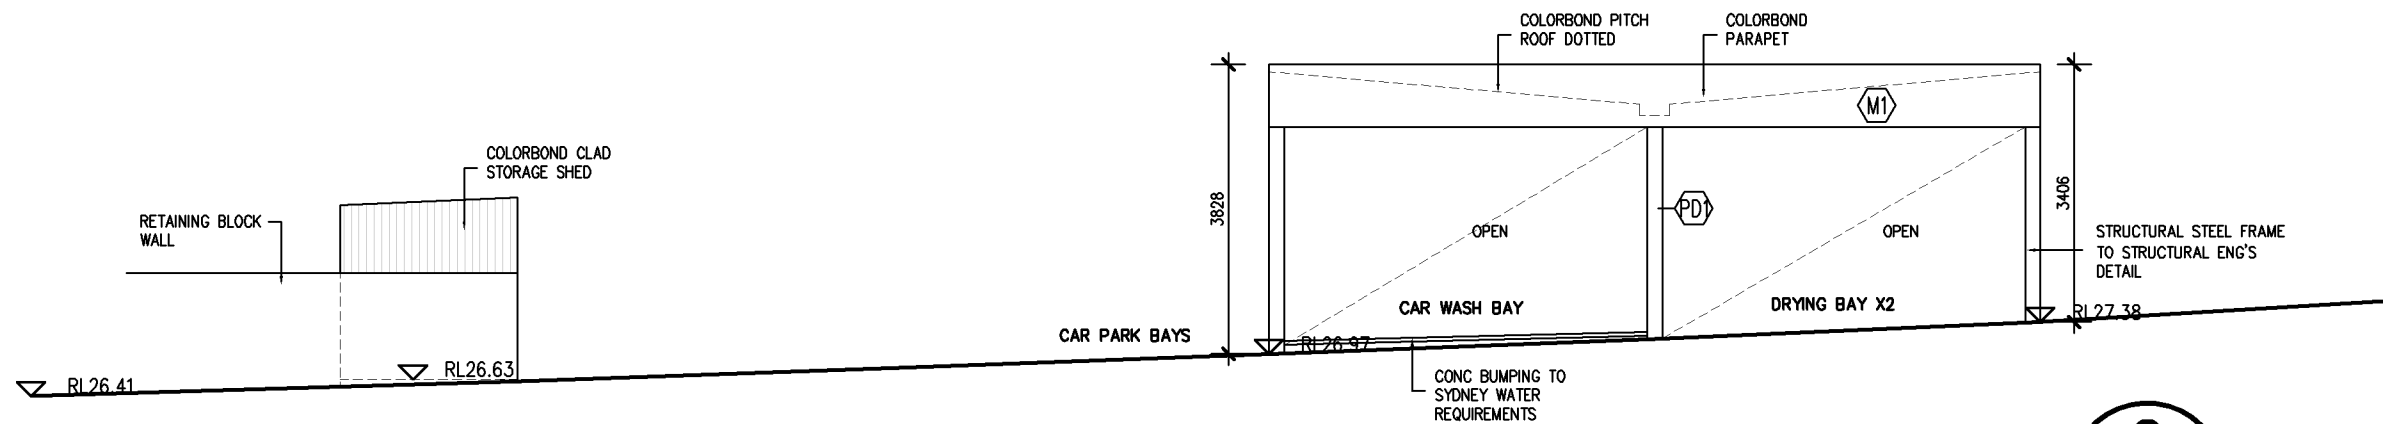 COLORBOND PITCH
ROOF DOTTED
COLORBOND
PARAPET
M1
COLORBOND CLAD
STORAGE SHED
RETAINING BLOCK
WALL
3828
3406
PD1
OPEN
OPEN
STRUCTURAL STEEL FRAME
TO STRUCTURAL ENG'S
DETAIL
CAR WASH BAY
DRYING BAY X2
CAR PARK BAYS
RL26.97
RL27.38
RL26.63
RL26.41
CONC BUMPING TO
SYDNEY WATER
REQUIREMENTS